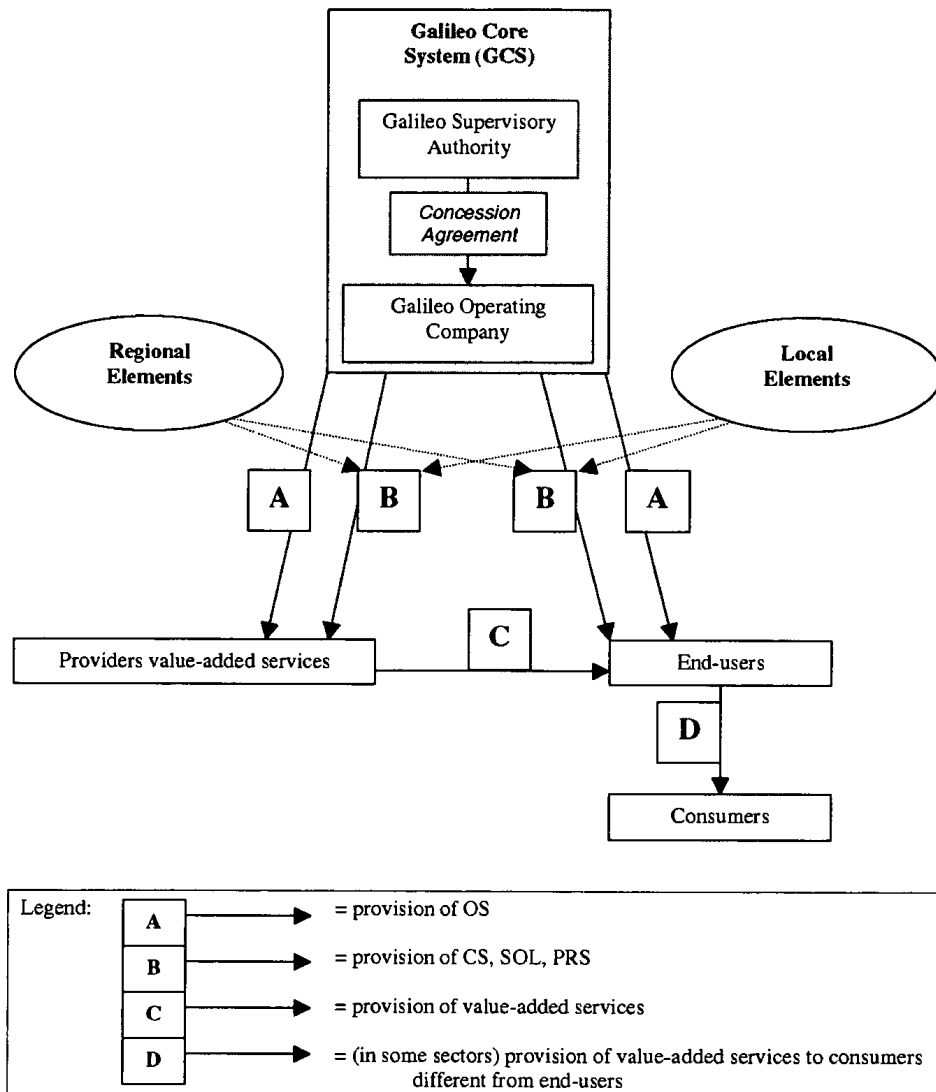 Galileo Core
System (GCS)
Galileo Supervisory
Authority
Concession
Agreement
Galileo Operating
Company
Regional
Elements
Local
Elements
A
B
B
A
Providers value-added services
C
End-users
D
Consumers
Legend:
A = provision of OS
B = provision of CS, SOL, PRS
C = provision of value-added services
D = (in some sectors) provision of value-added services to consumers
different from end-users